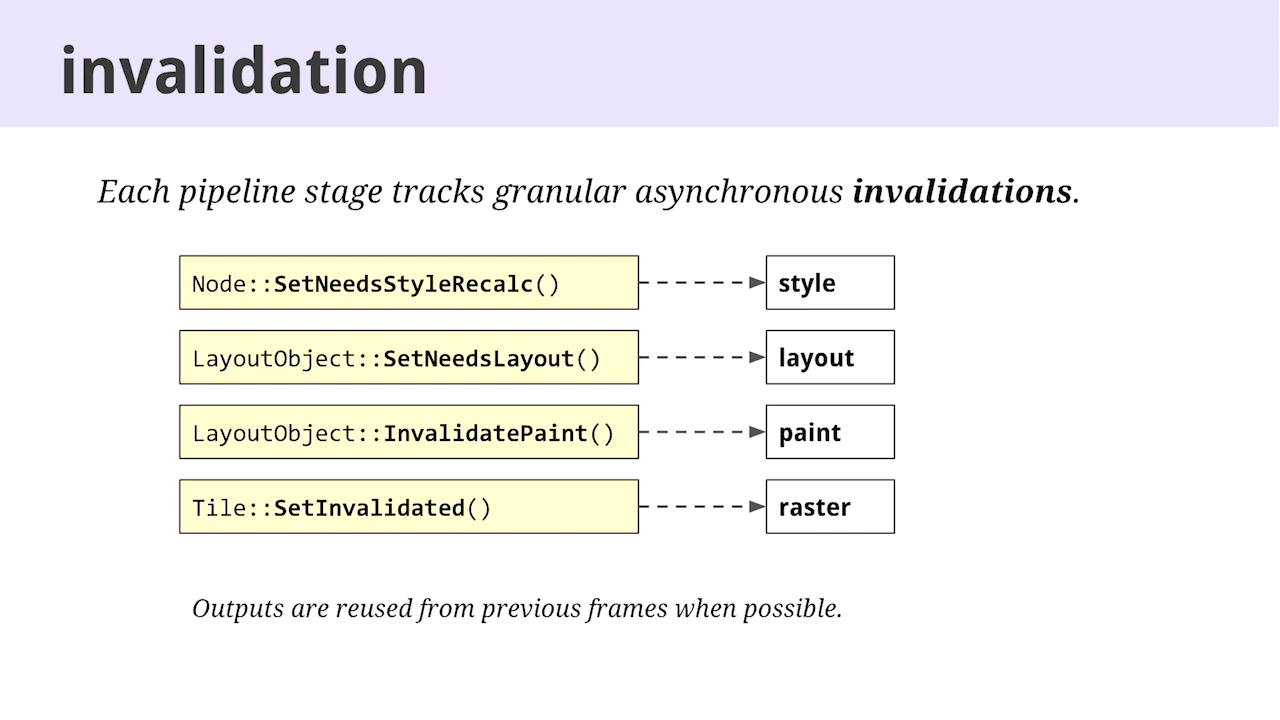 invalidation
Each pipeline stage tracks granular asynchronous invalidations.
Node::SetNeedsStyleRecalc() style
LayoutObject::SetNeedsLayout() layout
LayoutObject::InvalidatePaint() paint
Tile::SetInvalidated() raster
Outputs are reused from previous frames when possible.